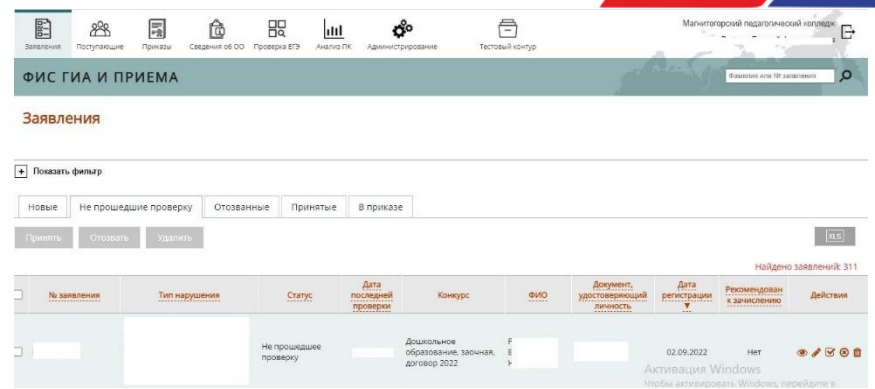 Магнитогорский педагогический колледж
Заявления Поступающие Приказы Сведения об ОО Проверка ЕГЭ Анализ ПК Администрирование Тестовый контур
ФИС ГИА И ПРИЕМА
Фамилия или № заявления
Заявления
+ Показать фильтр
Новые Не прошедшие проверку Отозванные Принятые В приказе
Принять Отозвать Удалить XLS
Найдено заявлений: 311
№ заявления Тип нарушения Статус Дата последней проверки Конкурс ФИО Документ, удостоверяющий личность Дата регистрации ▼ Рекомендован к зачислению Действия
Не прошедшее проверку Дошкольное образование, заочная, договор 2022 02.09.2022 Нет
Активация Windows
Чтобы активировать Windows, перейдите в